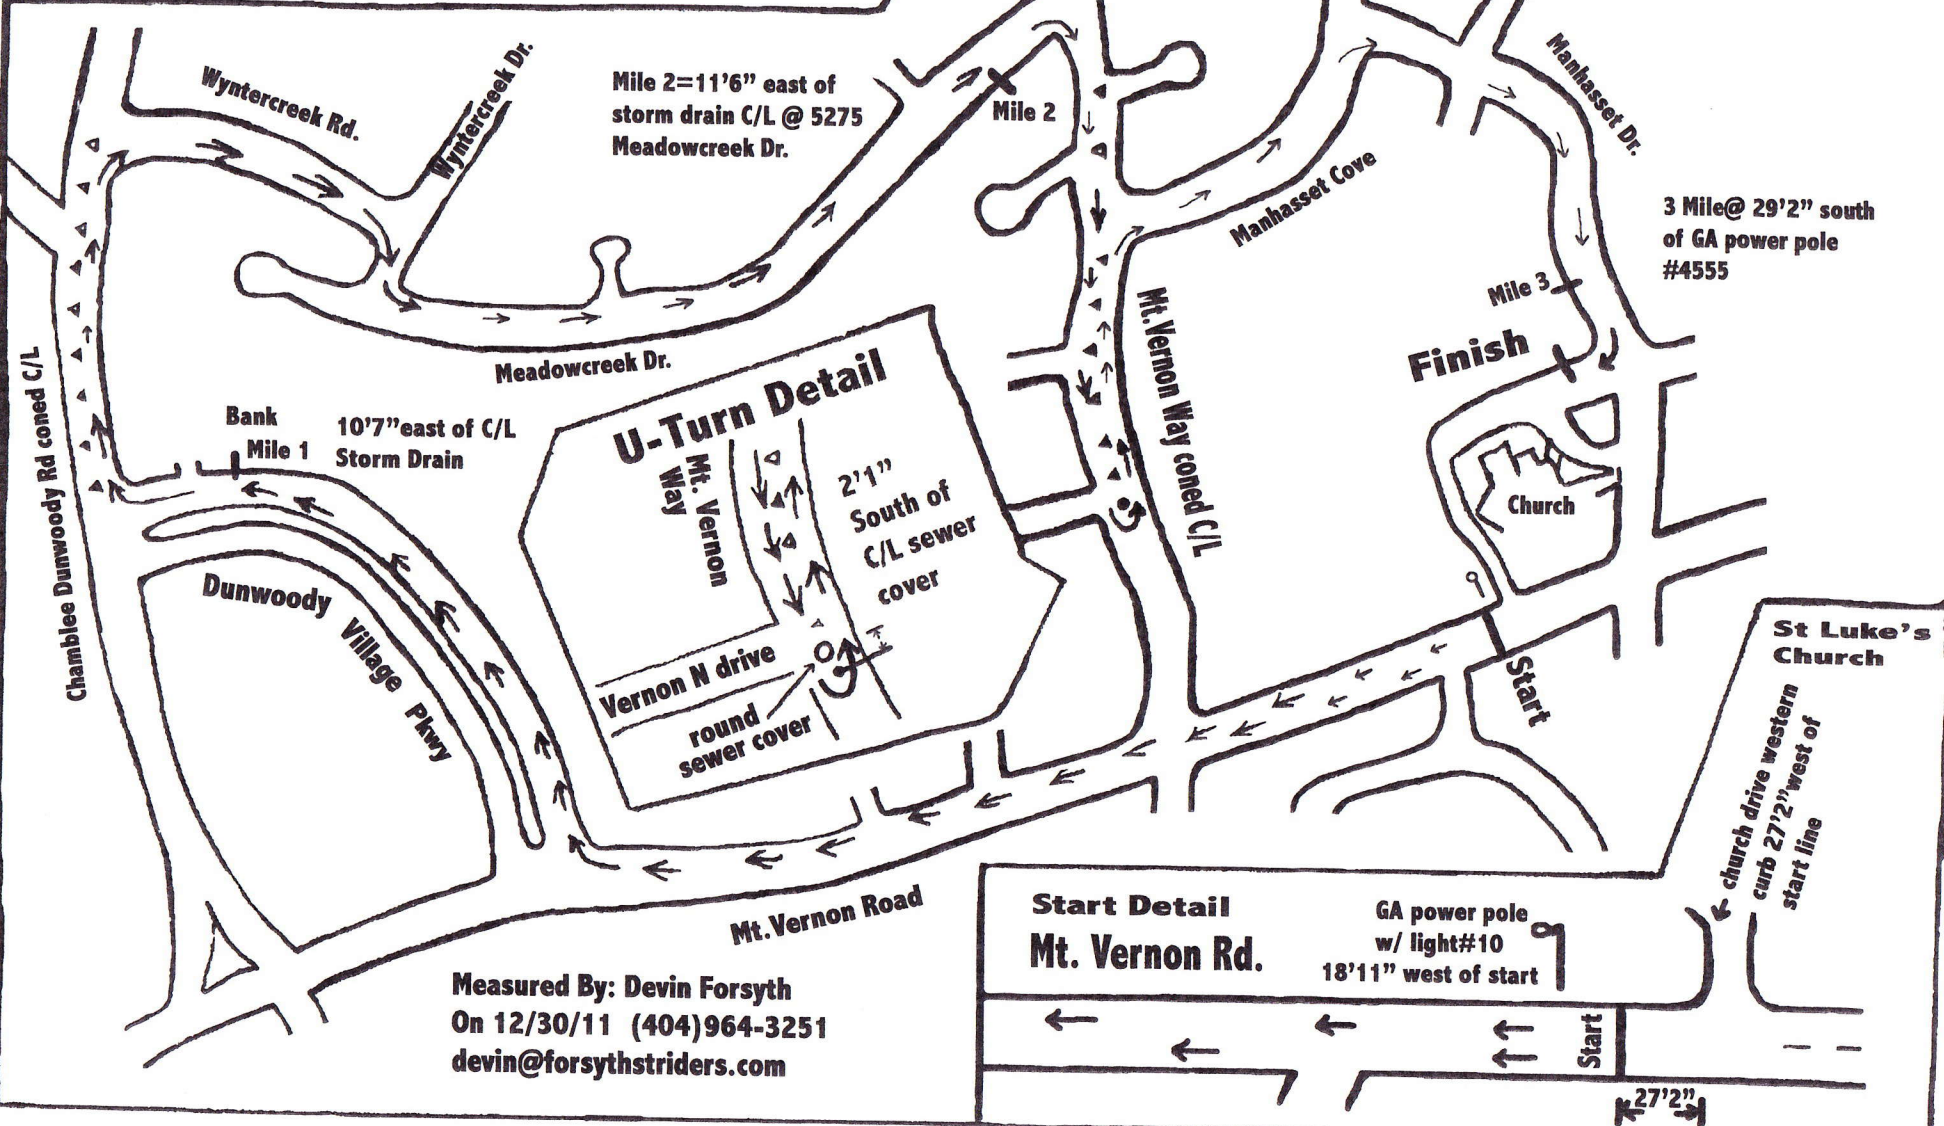 Wyntercreek Rd.
Wyntercreek Dr.
Mile 2=11'6" east of
storm drain C/L @ 5275
Meadowcreek Dr.
Mile 2
Manhasset Dr.
Manhasset Cove
3 Mile@ 29'2" south
of GA power pole
#4555
Mile 3
Finish
Mt.Vernon Way coned C/L
Meadowcreek Dr.
Chamblee Dunwoody Rd coned C/L
Bank
Mile 1
10'7"east of C/L
Storm Drain
U-Turn Detail
Mt. Vernon
Way
2'1"
South of
C/L sewer
cover
Vernon N drive
round
sewer cover
Church
Dunwoody Village Pkwy
Start
St Luke's
Church
church drive western
curb 27'2"west of
start line
Mt.Vernon Road
Start Detail
Mt. Vernon Rd.
GA power pole
w/ light#10
18'11" west of start
Start
27'2"
Measured By: Devin Forsyth
On 12/30/11 (404)964-3251
devin@forsythstriders.com